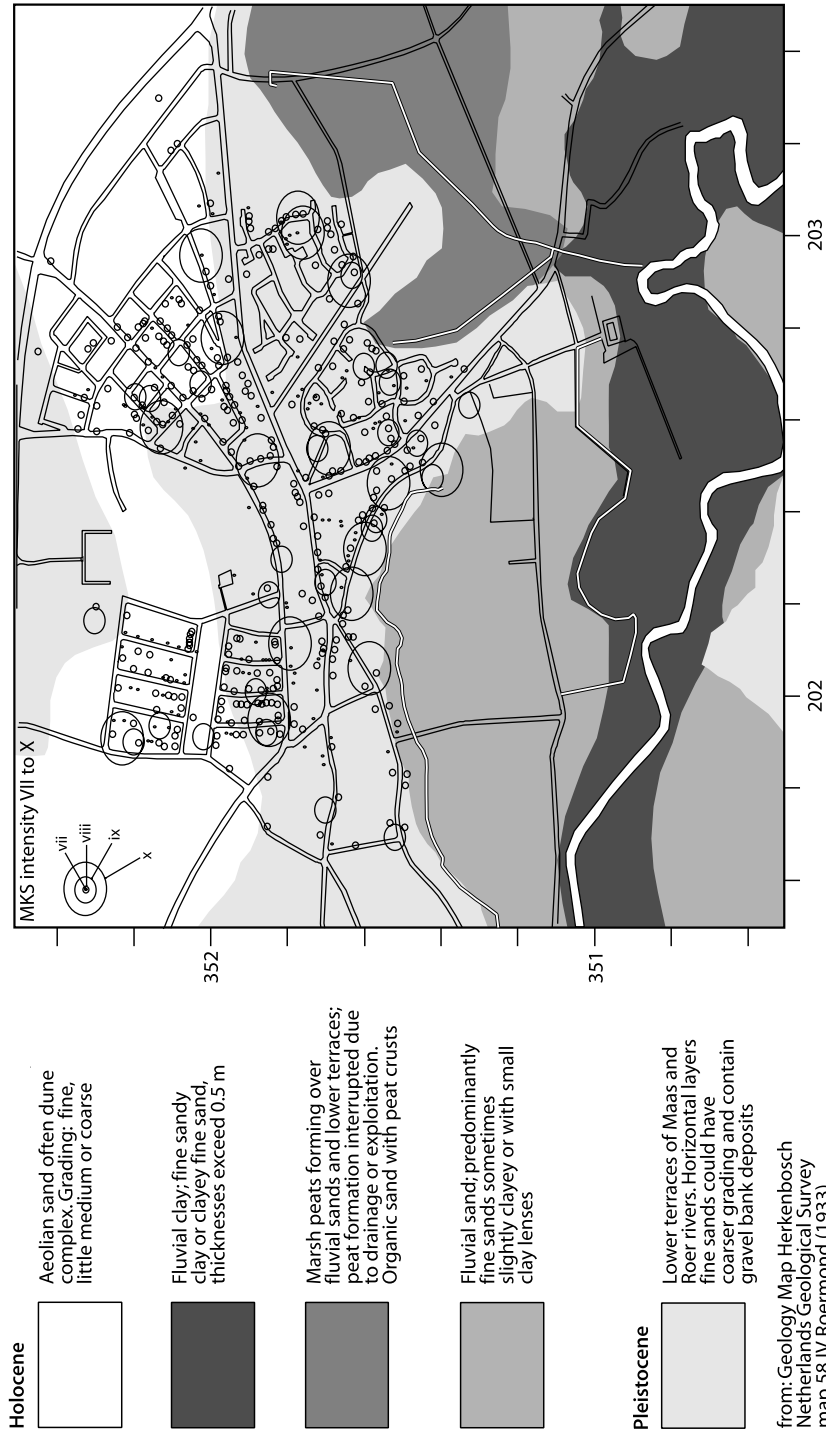 MKS intensity VII to X
vii
viii
ix
x
352
351
202
203
Holocene
Aeolian sand often dune
complex. Grading: fine,
little medium or coarse
Fluvial clay; fine sandy
clay or clayey fine sand,
thicknesses exceed 0.5 m
Marsh peats forming over
fluvial sands and lower terraces;
peat formation interrupted due
to drainage or exploitation.
Organic sand with peat crusts
Fluvial sand; predominantly
fine sands sometimes
slightly clayey or with small
clay lenses
Pleistocene
Lower terraces of Maas and
Roer rivers. Horizontal layers
fine sands could have
coarser grading and contain
gravel bank deposits
from: Geology Map Herkenbosch
Netherlands Geological Survey
map 58 IV Roermond (1933)